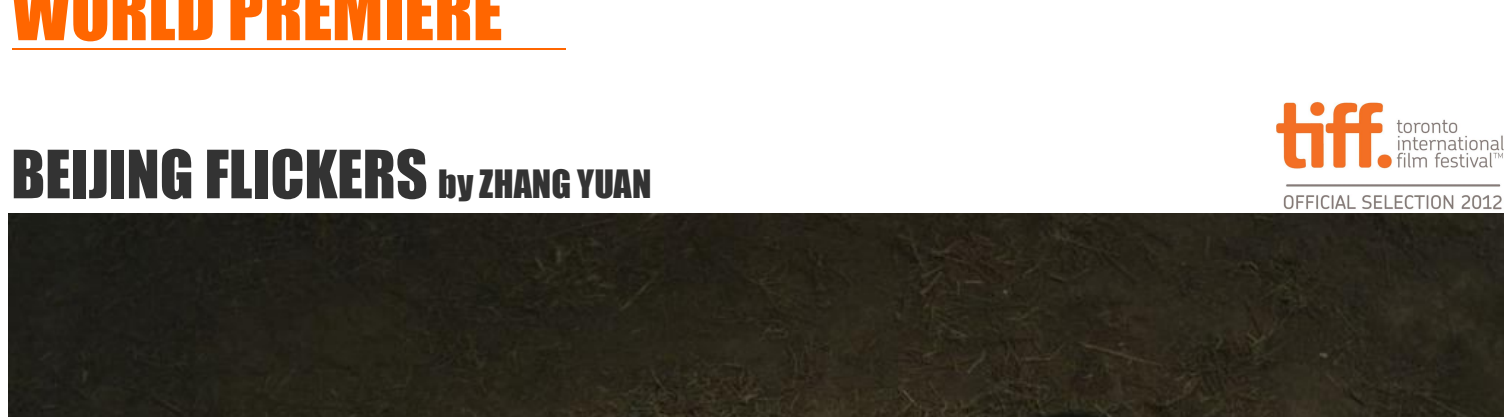 WORLD PREMIERE
BEIJING FLICKERS by ZHANG YUAN
tiff. toronto
international
film festival™
OFFICIAL SELECTION 2012